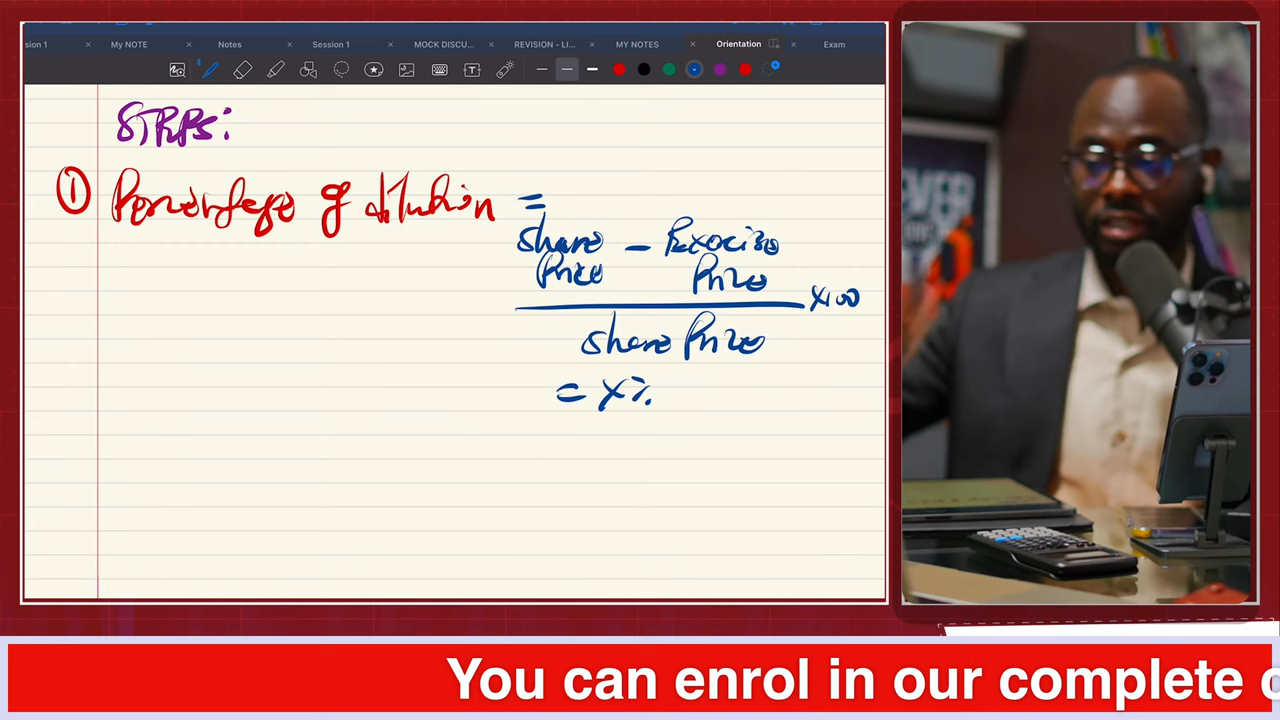 sion 1 My NOTE Notes Session 1 MOCK DISCU... REVISION - LI... MY NOTES Orientation Exam
STEPS:
① Percentage of dilution =
share Price − Exercise Price
share Price
×100
= x%
EVER
You can enrol in our complete c